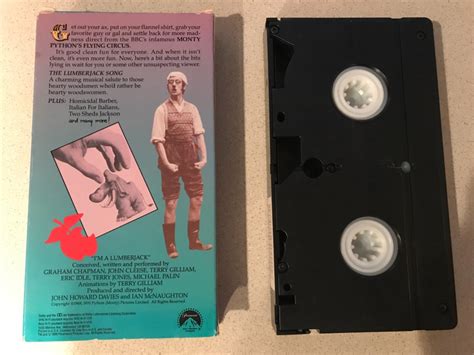 Get out your ax, put on your flannel shirt, grab your
favorite guy or gal and settle back for more mad-
ness direct from the BBC's infamous MONTY
PYTHON'S FLYING CIRCUS.
It's good clean fun for everyone. And when it isn't
clean, it's even more fun. Now, here's a bit about the bits
lying in wait for you or some other unsuspecting viewer.
THE LUMBERJACK SONG
A charming musical salute to those
hearty woodsmen who'd rather be
hearty woodswomen.
PLUS: Homicidal Barber,
Italian For Italians,
Two Sheds Jackson
and many more!
"I'M A LUMBERJACK"
Conceived, written and performed by
GRAHAM CHAPMAN, JOHN CLEESE, TERRY GILLIAM,
ERIC IDLE, TERRY JONES, MICHAEL PALIN
Animations by TERRY GILLIAM
Produced and directed by
JOHN HOWARD DAVIES and IAN McNAUGHTON
Paramount